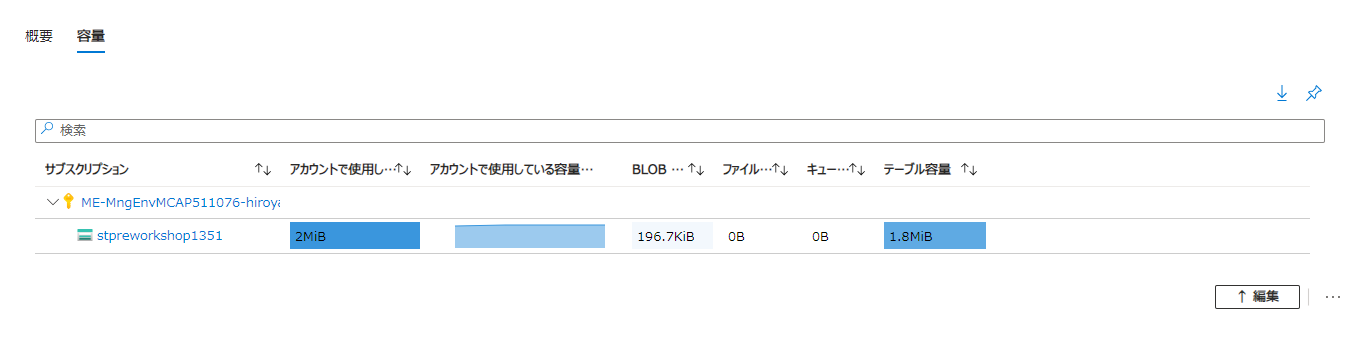 概要 容量
検索
サブスクリプション アカウントで使用し… アカウントで使用している容量… BLOB … ファイル… キュー… テーブル容量
ME-MngEnvMCAP511076-hiroya
stpreworkshop1351 2MiB 196.7KiB 0B 0B 1.8MiB
↑ 編集 …